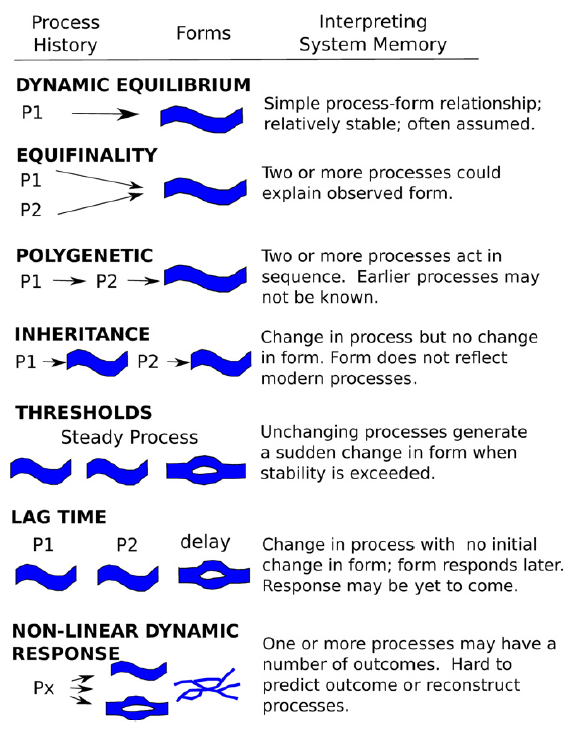 Process
History
Forms
Interpreting
System Memory
DYNAMIC EQUILIBRIUM
P1
Simple process-form relationship;
relatively stable; often assumed.
EQUIFINALITY
P1
P2
Two or more processes could
explain observed form.
POLYGENETIC
P1
P2
Two or more processes act in
sequence. Earlier processes may
not be known.
INHERITANCE
P1
P2
Change in process but no change
in form. Form does not reflect
modern processes.
THRESHOLDS
Steady Process
Unchanging processes generate
a sudden change in form when
stability is exceeded.
LAG TIME
P1
P2
delay
Change in process with no initial
change in form; form responds later.
Response may be yet to come.
NON-LINEAR DYNAMIC
RESPONSE
Px
One or more processes may have a
number of outcomes. Hard to
predict outcome or reconstruct
processes.